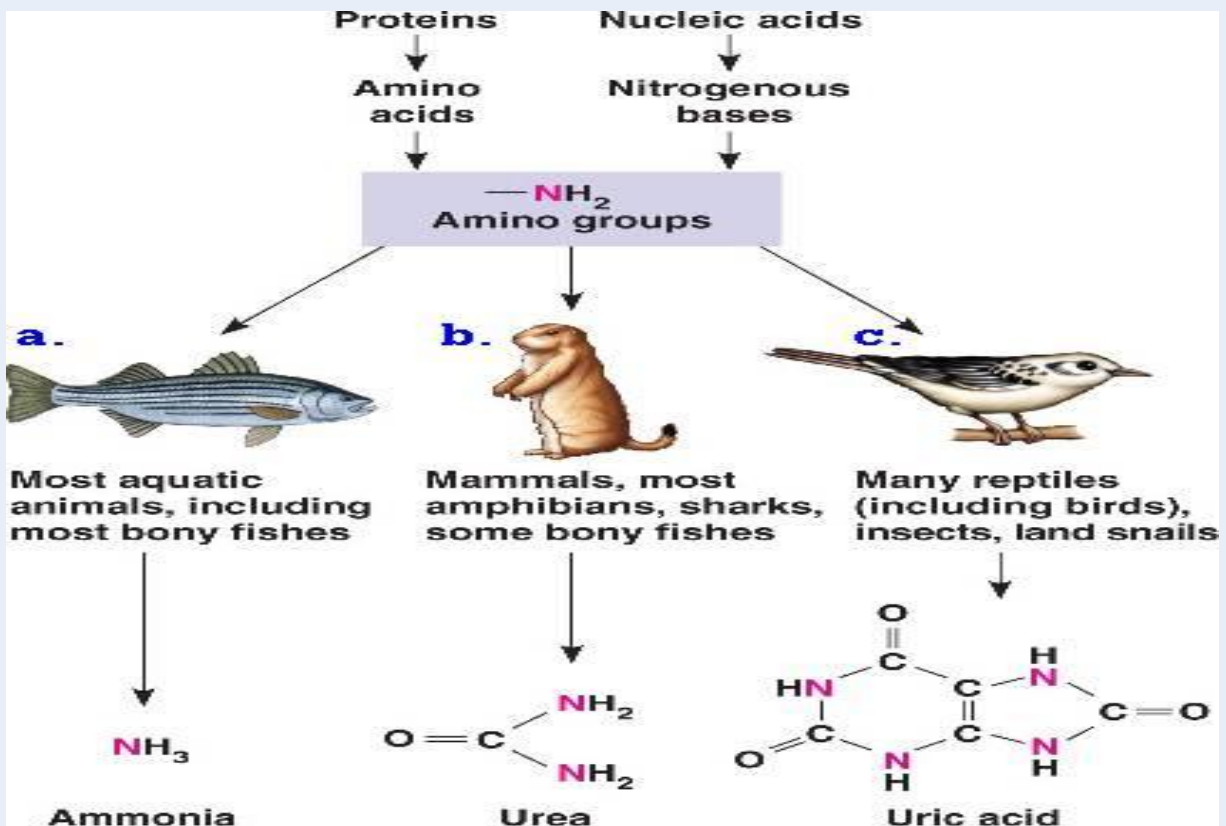 Proteins
Nucleic acids
Amino
acids
Nitrogenous
bases
—NH2
Amino groups
a.
b.
c.
Most aquatic
animals, including
most bony fishes
Mammals, most
amphibians, sharks,
some bony fishes
Many reptiles
(including birds),
insects, land snails
NH3
Ammonia
O=C
NH2
NH2
Urea
O
C
HN
C
O
N
H
C
C
H
N
N
H
C=O
Uric acid